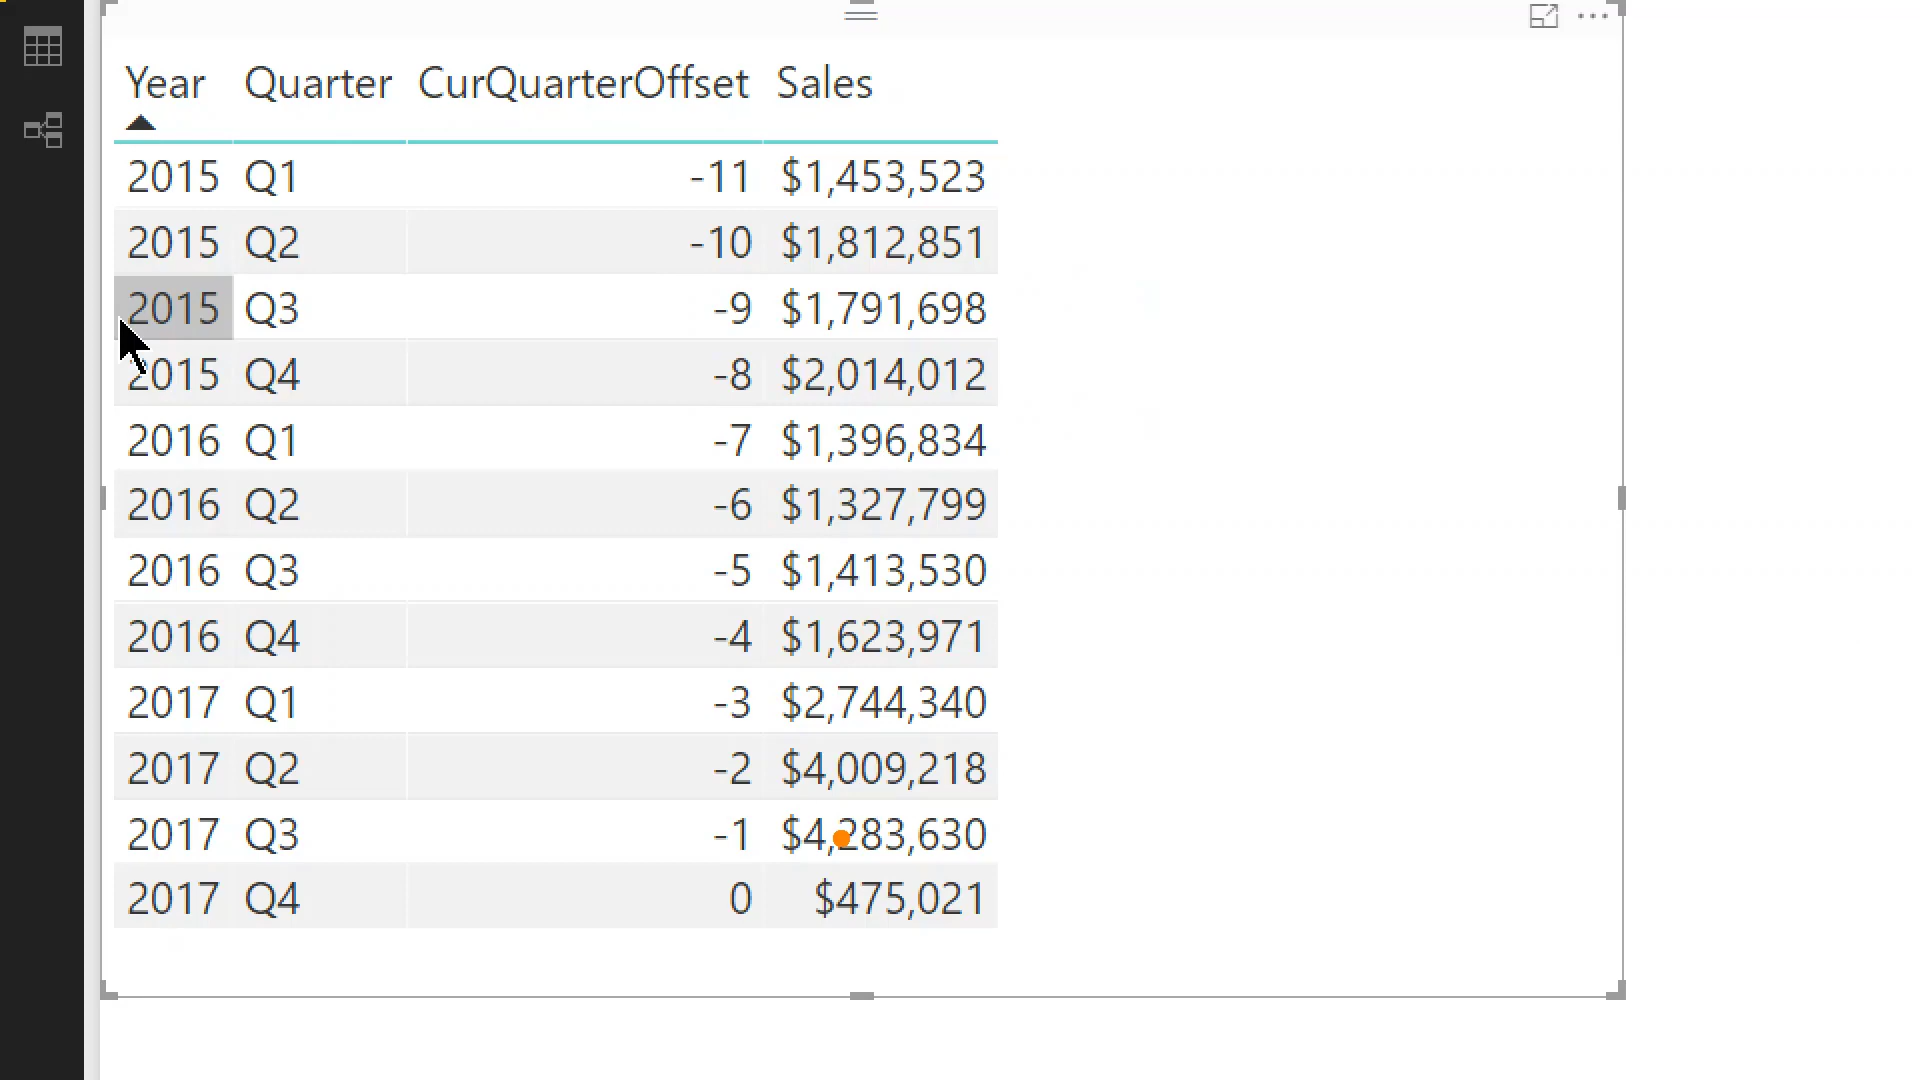 Year Quarter CurQuarterOffset Sales
2015 Q1 -11 $1,453,523
2015 Q2 -10 $1,812,851
2015 Q3 -9 $1,791,698
2015 Q4 -8 $2,014,012
2016 Q1 -7 $1,396,834
2016 Q2 -6 $1,327,799
2016 Q3 -5 $1,413,530
2016 Q4 -4 $1,623,971
2017 Q1 -3 $2,744,340
2017 Q2 -2 $4,009,218
2017 Q3 -1 $4,283,630
2017 Q4 0 $475,021